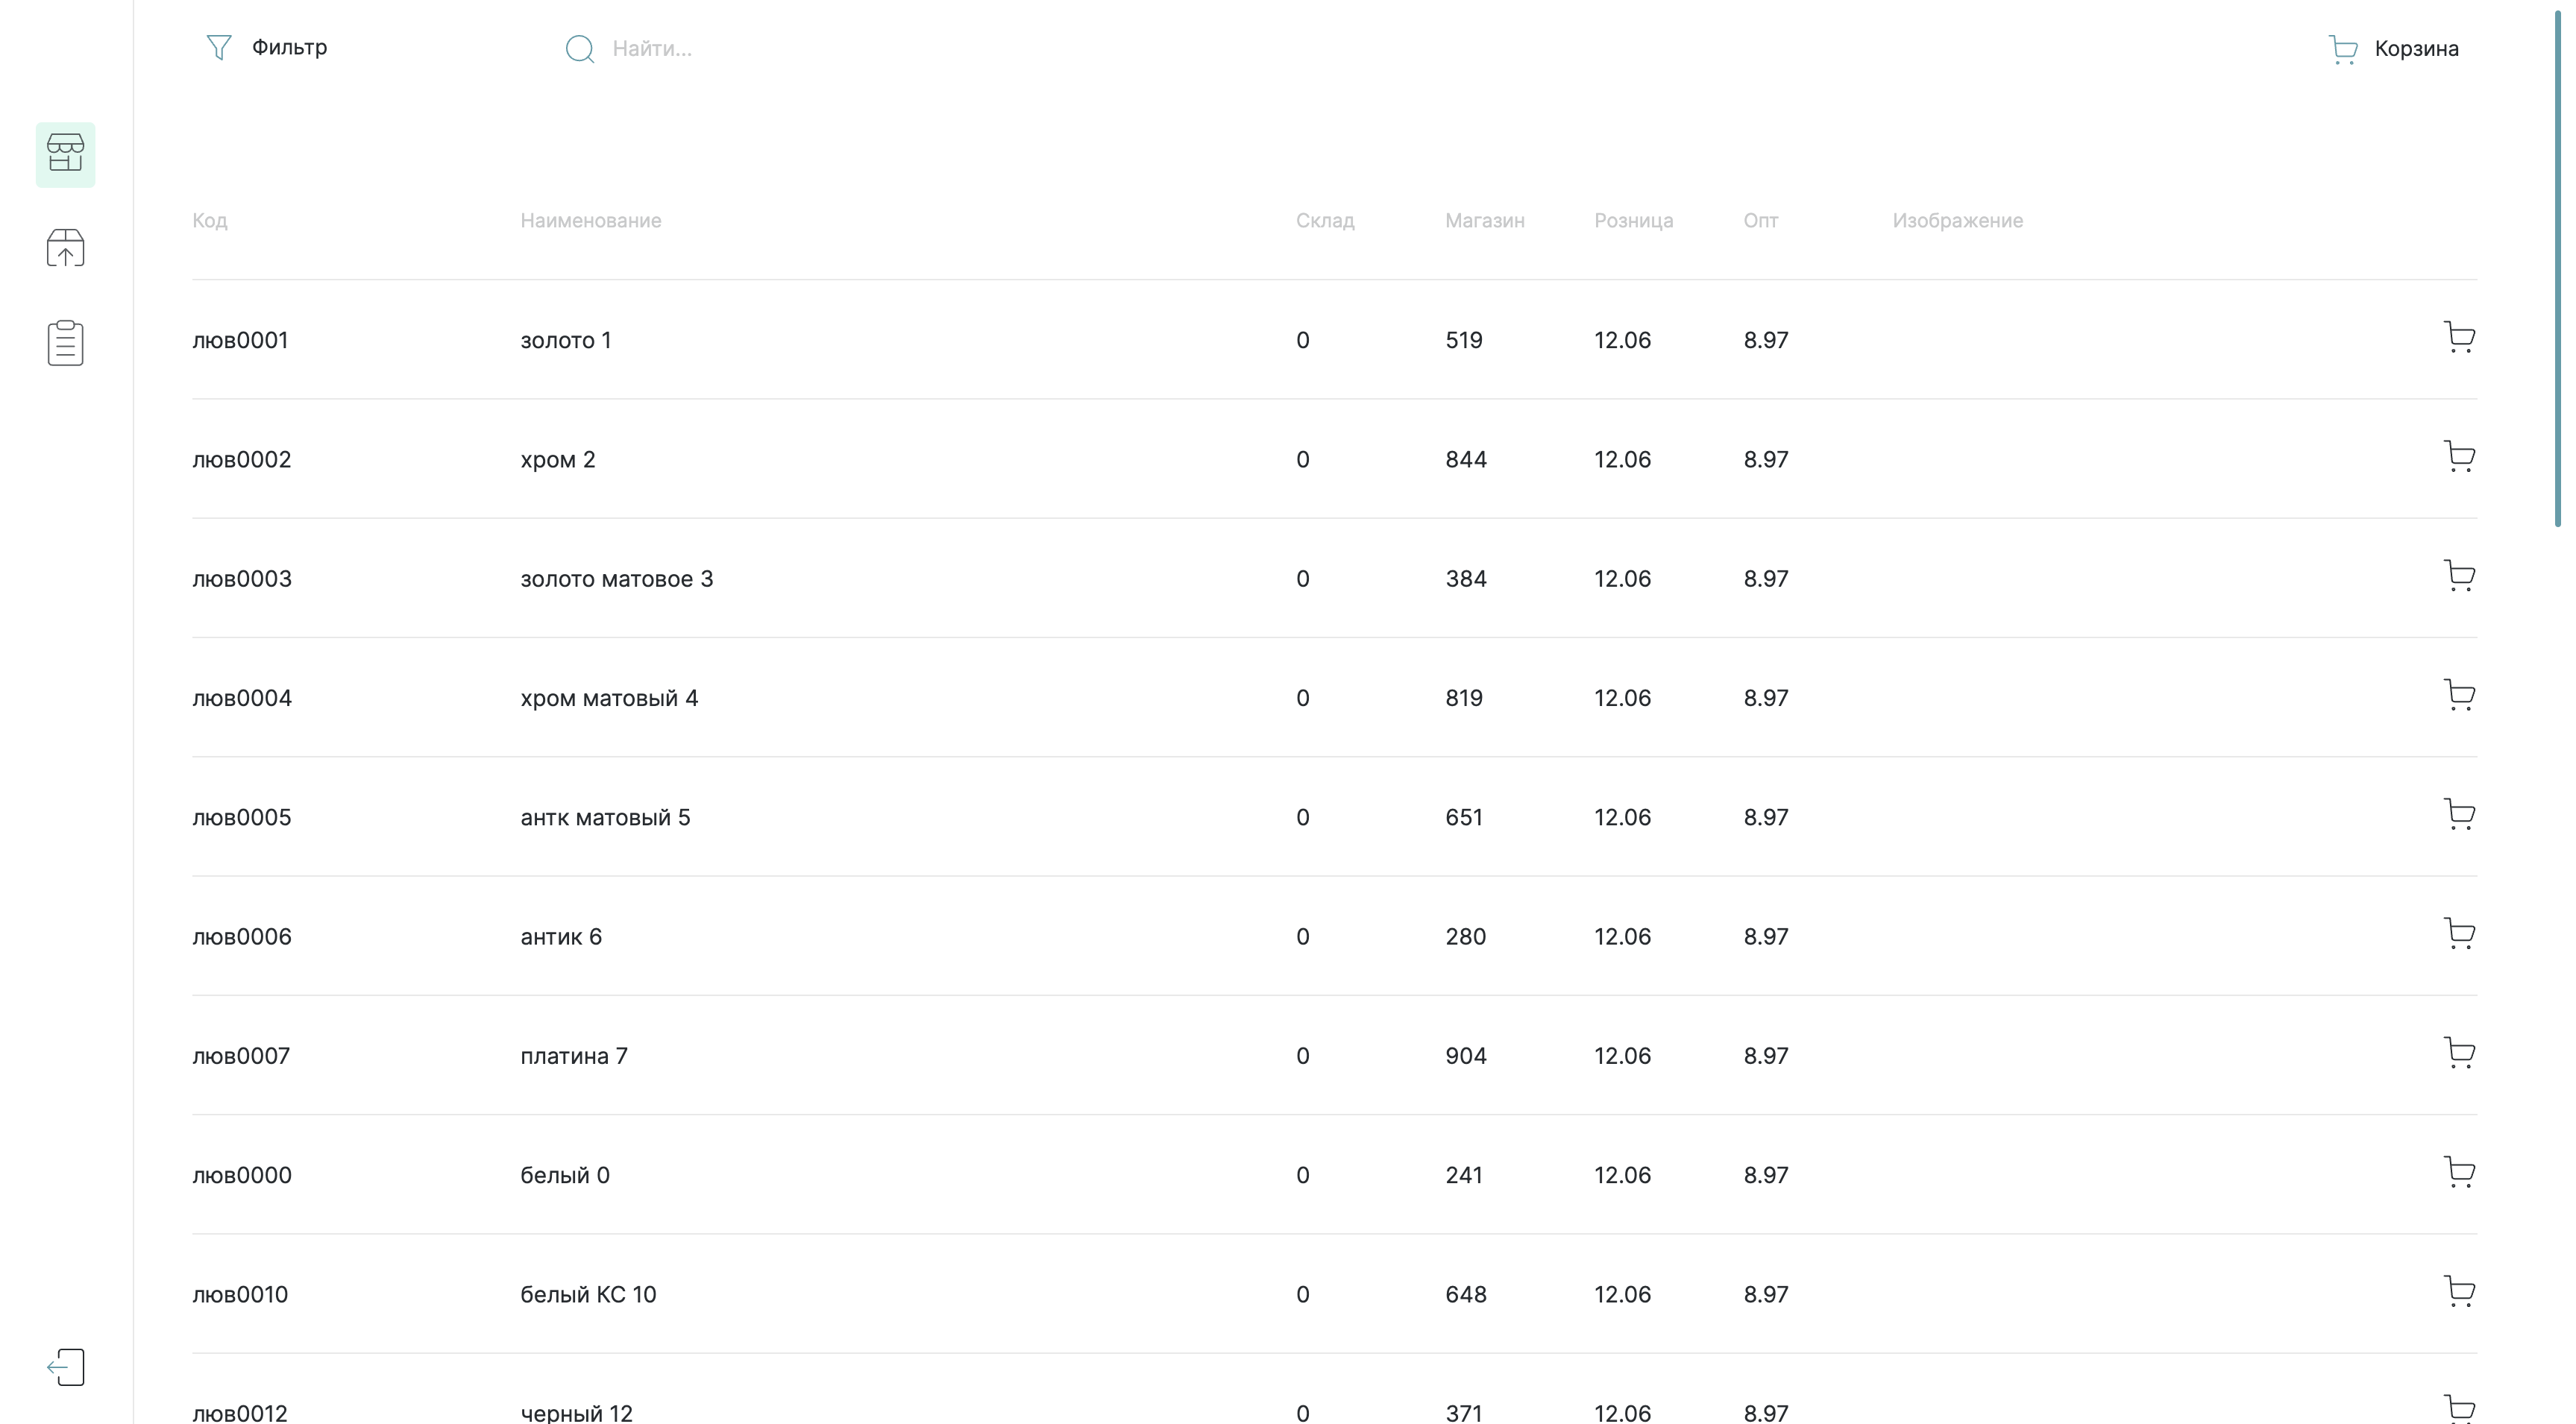 Фильтр Найти... Корзина
Код Наименование Склад Магазин Розница Опт Изображение
люв0001 золото 1 0 519 12.06 8.97
люв0002 хром 2 0 844 12.06 8.97
люв0003 золото матовое 3 0 384 12.06 8.97
люв0004 хром матовый 4 0 819 12.06 8.97
люв0005 антк матовый 5 0 651 12.06 8.97
люв0006 антик 6 0 280 12.06 8.97
люв0007 платина 7 0 904 12.06 8.97
люв0000 белый 0 0 241 12.06 8.97
люв0010 белый КС 10 0 648 12.06 8.97
люв0012 черный 12 0 371 12.06 8.97